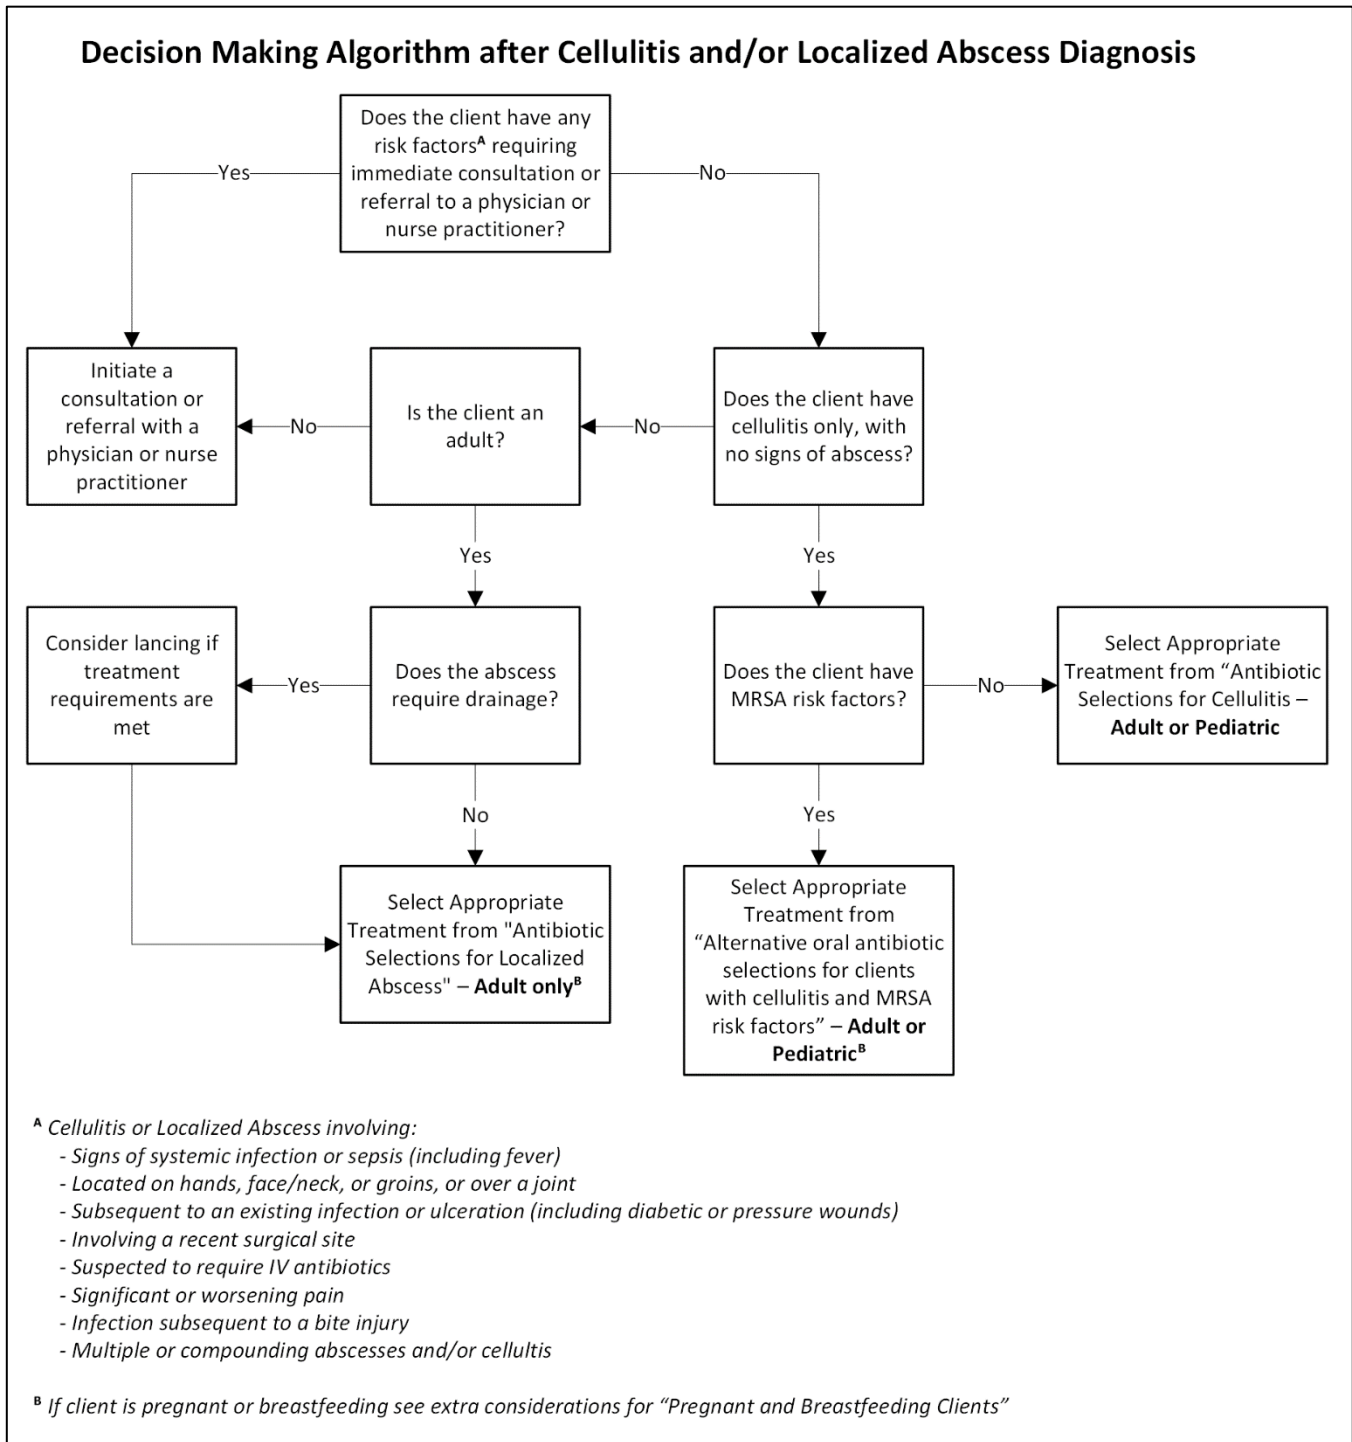 Decision Making Algorithm after Cellulitis and/or Localized Abscess Diagnosis
Does the client have any
risk factorsᴬ requiring
immediate consultation or
referral to a physician or
nurse practitioner?
Yes
No
Initiate a
consultation or
referral with a
physician or nurse
practitioner
No
Is the client an
adult?
No
Does the client have
cellulitis only, with
no signs of abscess?
Yes
Yes
Consider lancing if
treatment
requirements are
met
Yes
Does the abscess
require drainage?
Does the client have
MRSA risk factors?
No
Select Appropriate
Treatment from “Antibiotic
Selections for Cellulitis –
Adult or Pediatric
No
Yes
Select Appropriate
Treatment from "Antibiotic
Selections for Localized
Abscess" – Adult onlyᴮ
Select Appropriate
Treatment from
“Alternative oral antibiotic
selections for clients
with cellulitis and MRSA
risk factors” – Adult or
Pediatricᴮ
ᴬ Cellulitis or Localized Abscess involving:
- Signs of systemic infection or sepsis (including fever)
- Located on hands, face/neck, or groins, or over a joint
- Subsequent to an existing infection or ulceration (including diabetic or pressure wounds)
- Involving a recent surgical site
- Suspected to require IV antibiotics
- Significant or worsening pain
- Infection subsequent to a bite injury
- Multiple or compounding abscesses and/or cellultis
ᴮ If client is pregnant or breastfeeding see extra considerations for “Pregnant and Breastfeeding Clients”